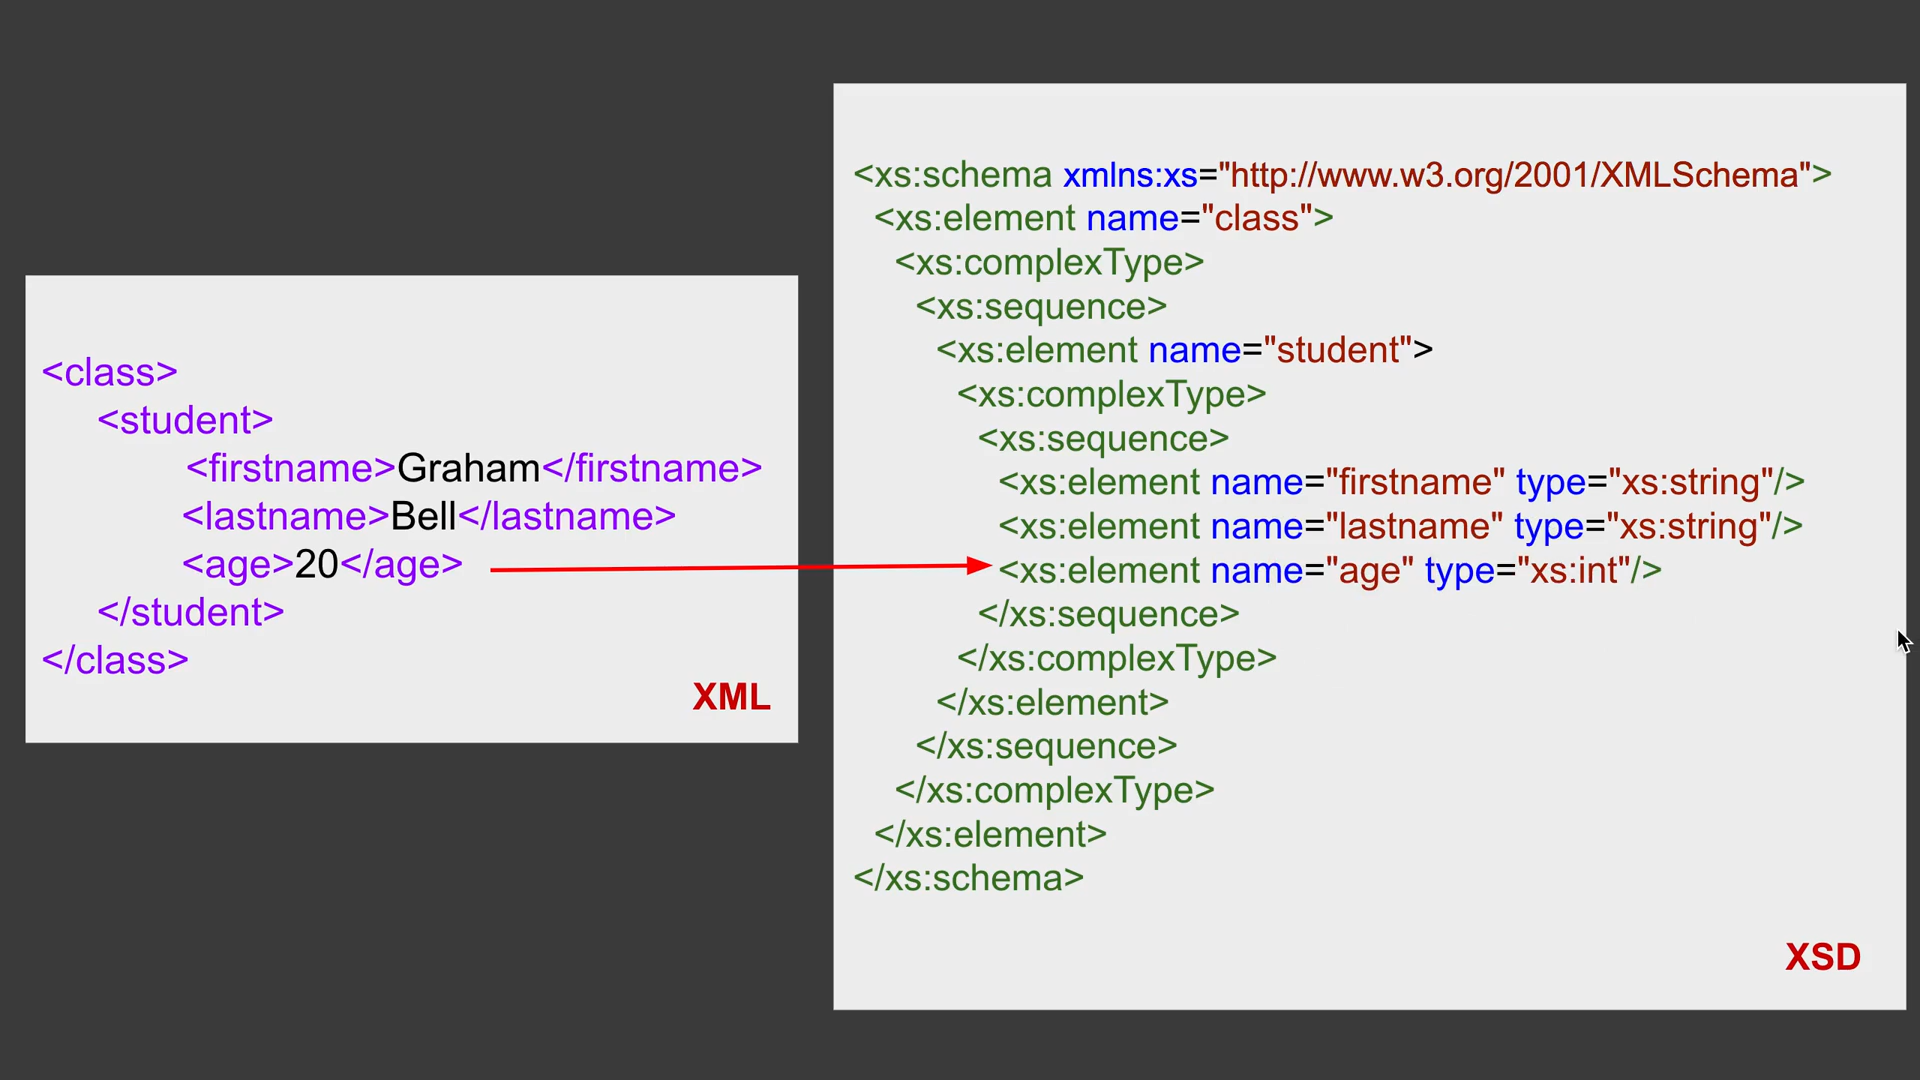 <class>
<student>
<firstname>Graham</firstname>
<lastname>Bell</lastname>
<age>20</age>
</student>
</class>
XML
<xs:schema xmlns:xs="http://www.w3.org/2001/XMLSchema">
<xs:element name="class">
<xs:complexType>
<xs:sequence>
<xs:element name="student">
<xs:complexType>
<xs:sequence>
<xs:element name="firstname" type="xs:string"/>
<xs:element name="lastname" type="xs:string"/>
<xs:element name="age" type="xs:int"/>
</xs:sequence>
</xs:complexType>
</xs:element>
</xs:sequence>
</xs:complexType>
</xs:element>
</xs:schema>
XSD